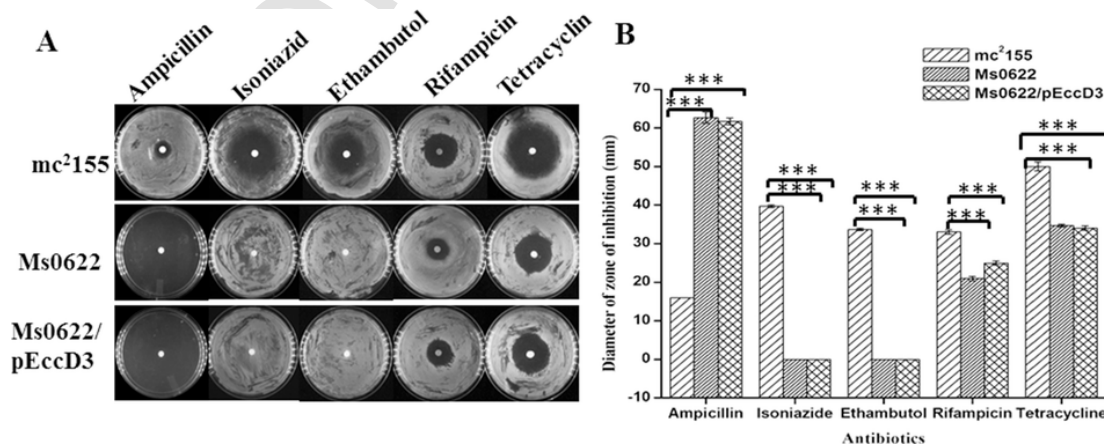 A
Ampicillin
Isoniazid
Ethambutol
Rifampicin
Tetracyclin
mc²155
Ms0622
Ms0622/
pEccD3
B
mc²155
Ms0622
Ms0622/pEccD3
Diameter of zone of inhibition (mm)
70
60
50
40
30
20
10
0
-10
***
***
***
***
***
***
***
***
***
***
Ampicillin Isoniazide Ethambutol Rifampicin Tetracycline
Antibiotics